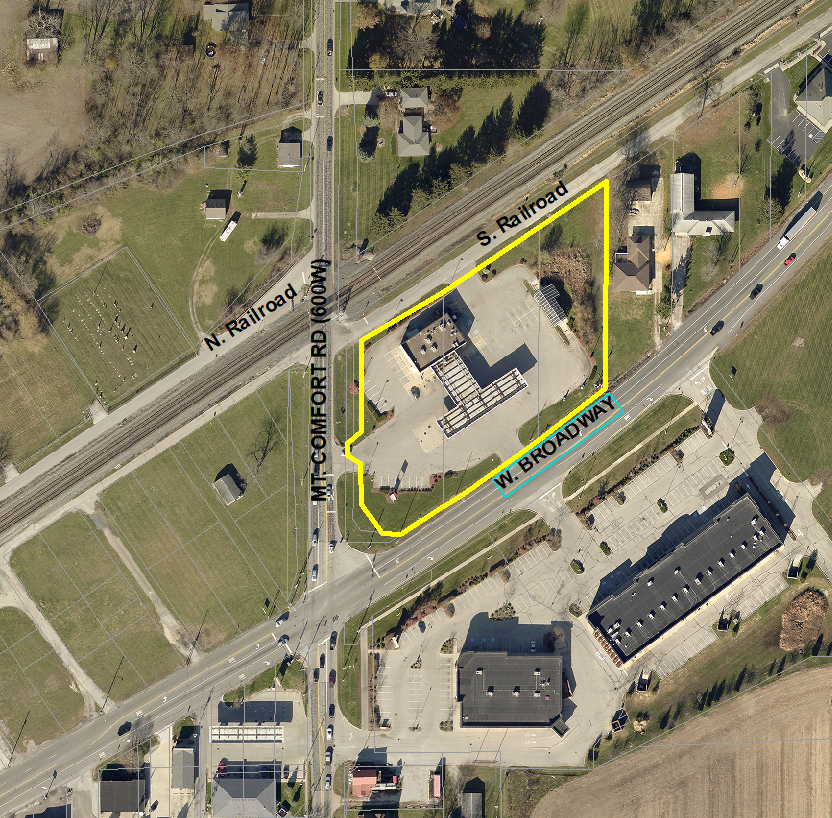 S. Railroad
N. Railroad
MT COMFORT RD (600W)
W. BROADWAY